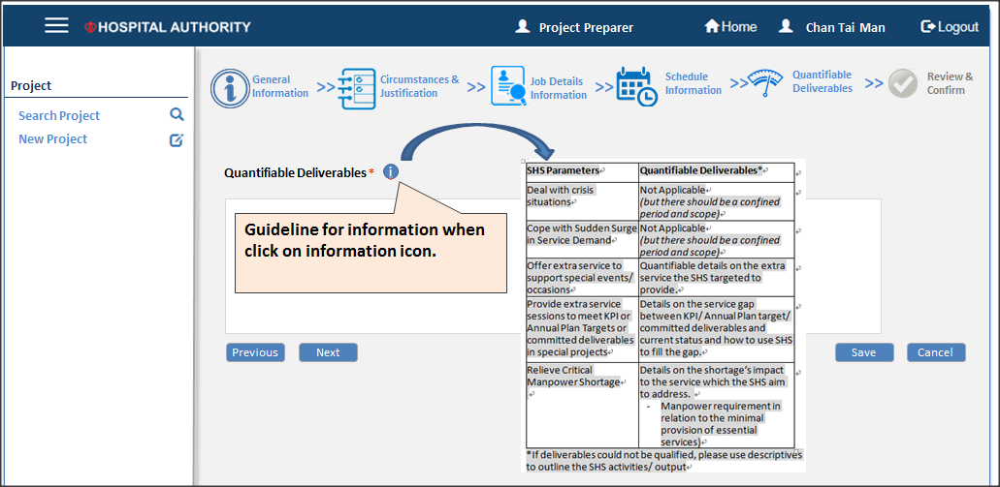 HOSPITAL AUTHORITY
Project Preparer
Home
Chan Tai Man
Logout
Project
Search Project
New Project
General
Information
>>
Circumstances &
Justification
>>
Job Details
Information
>>
Schedule
Information
>>
Quantifiable
Deliverables
>>
Review &
Confirm
Quantifiable Deliverables *
i
Guideline for information when
click on information icon.
SHS Parameters
Quantifiable Deliverables*
Deal with crisis
situations
Not Applicable
(but there should be a confined
period and scope)
Cope with Sudden Surge
in Service Demand
Not Applicable
(but there should be a confined
period and scope)
Offer extra service to
support special events/
occasions
Quantifiable details on the extra
service the SHS targeted to
provide.
Provide extra service
sessions to meet KPI or
Annual Plan Targets or
committed deliverables
in special projects
Details on the service gap
between KPI/ Annual Plan target/
committed deliverables and
current status and how to use SHS
to fill the gap.
Relieve Critical
Manpower Shortage
Details on the shortage's impact
to the service which the SHS aim
to address.
- Manpower requirement in
relation to the minimal
provision of essential
services)
*If deliverables could not be qualified, please use descriptives
to outline the SHS activities/ output
Previous
Next
Save
Cancel